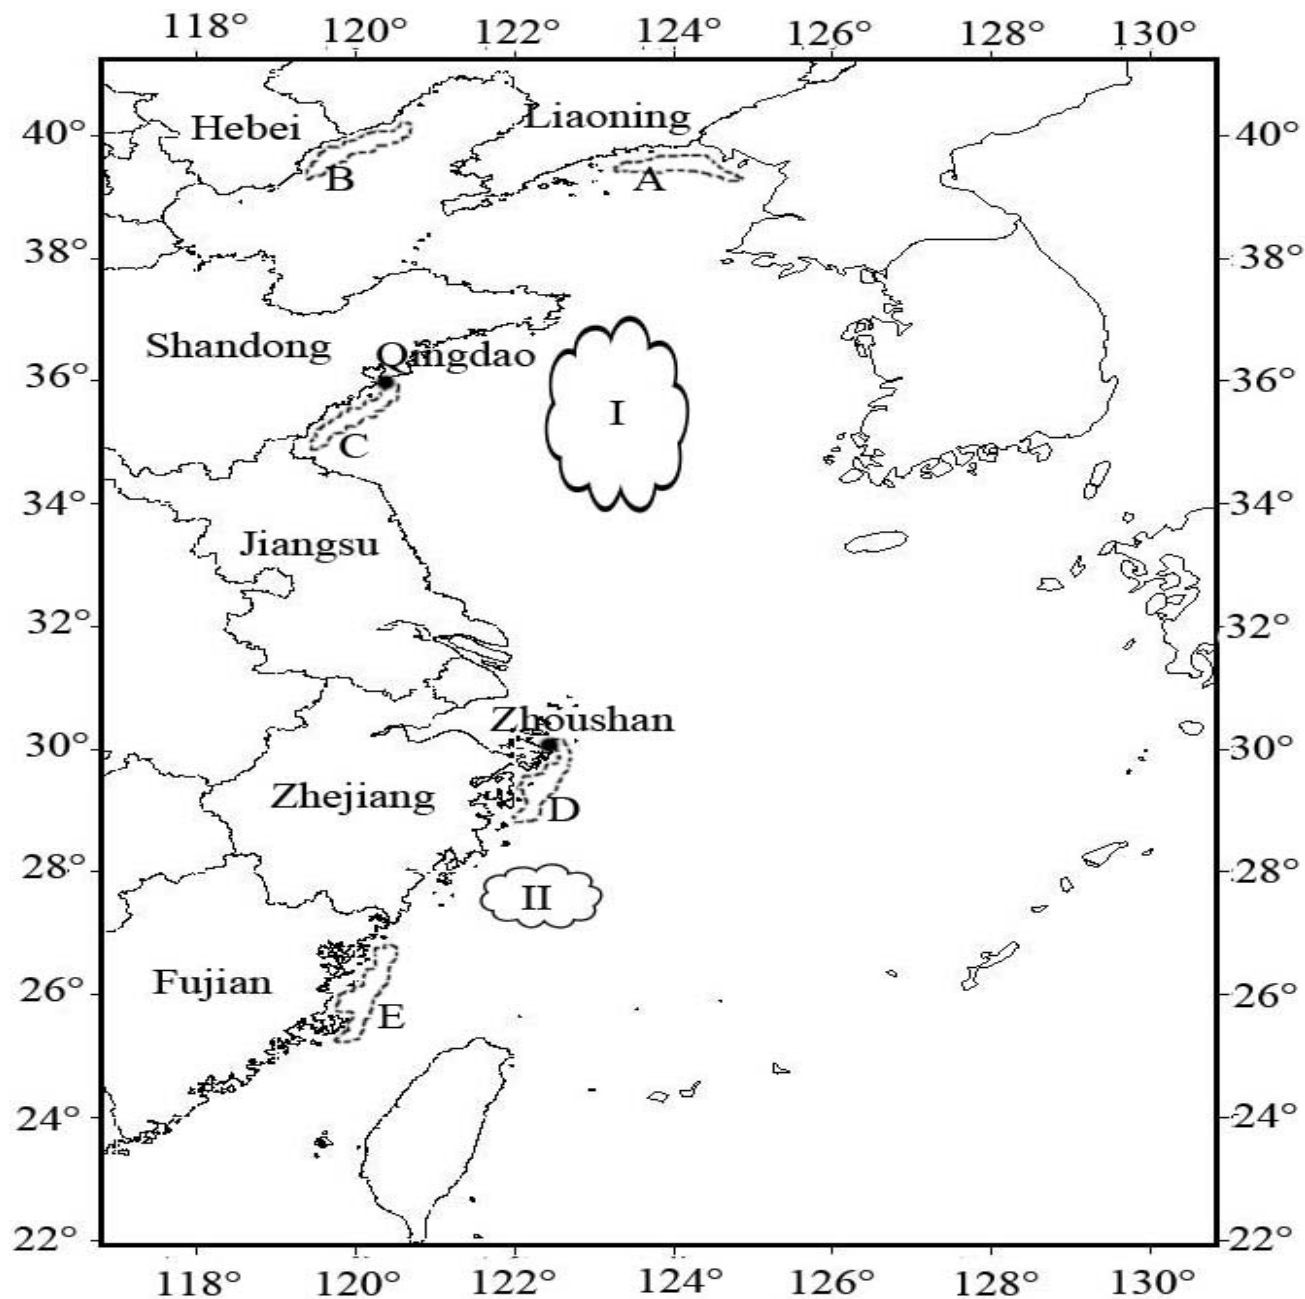 118° 120° 122° 124° 126° 128° 130°
Hebei Liaoning
40° 40°
B A
38° 38°
Shandong Qingdao
36° 36°
I
C
34° 34°
Jiangsu
32° 32°
Zhoushan
30° 30°
Zhejiang D
28° 28°
II
Fujian
26° 26°
E
24° 24°
22° 22°
118° 120° 122° 124° 126° 128° 130°